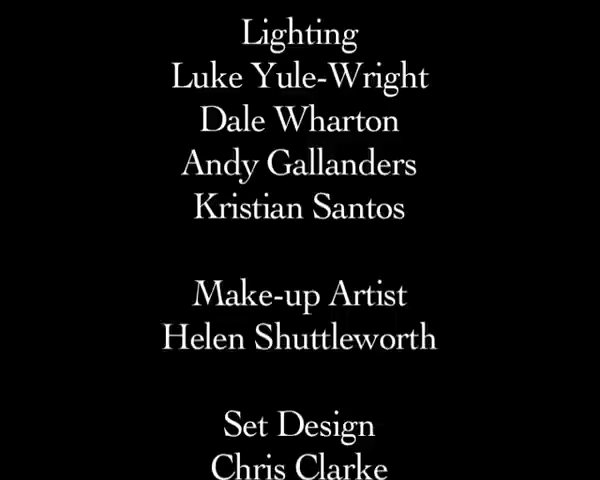 Lighting
Luke Yule-Wright
Dale Wharton
Andy Gallanders
Kristian Santos
Make-up Artist
Helen Shuttleworth
Set Design
Chris Clarke